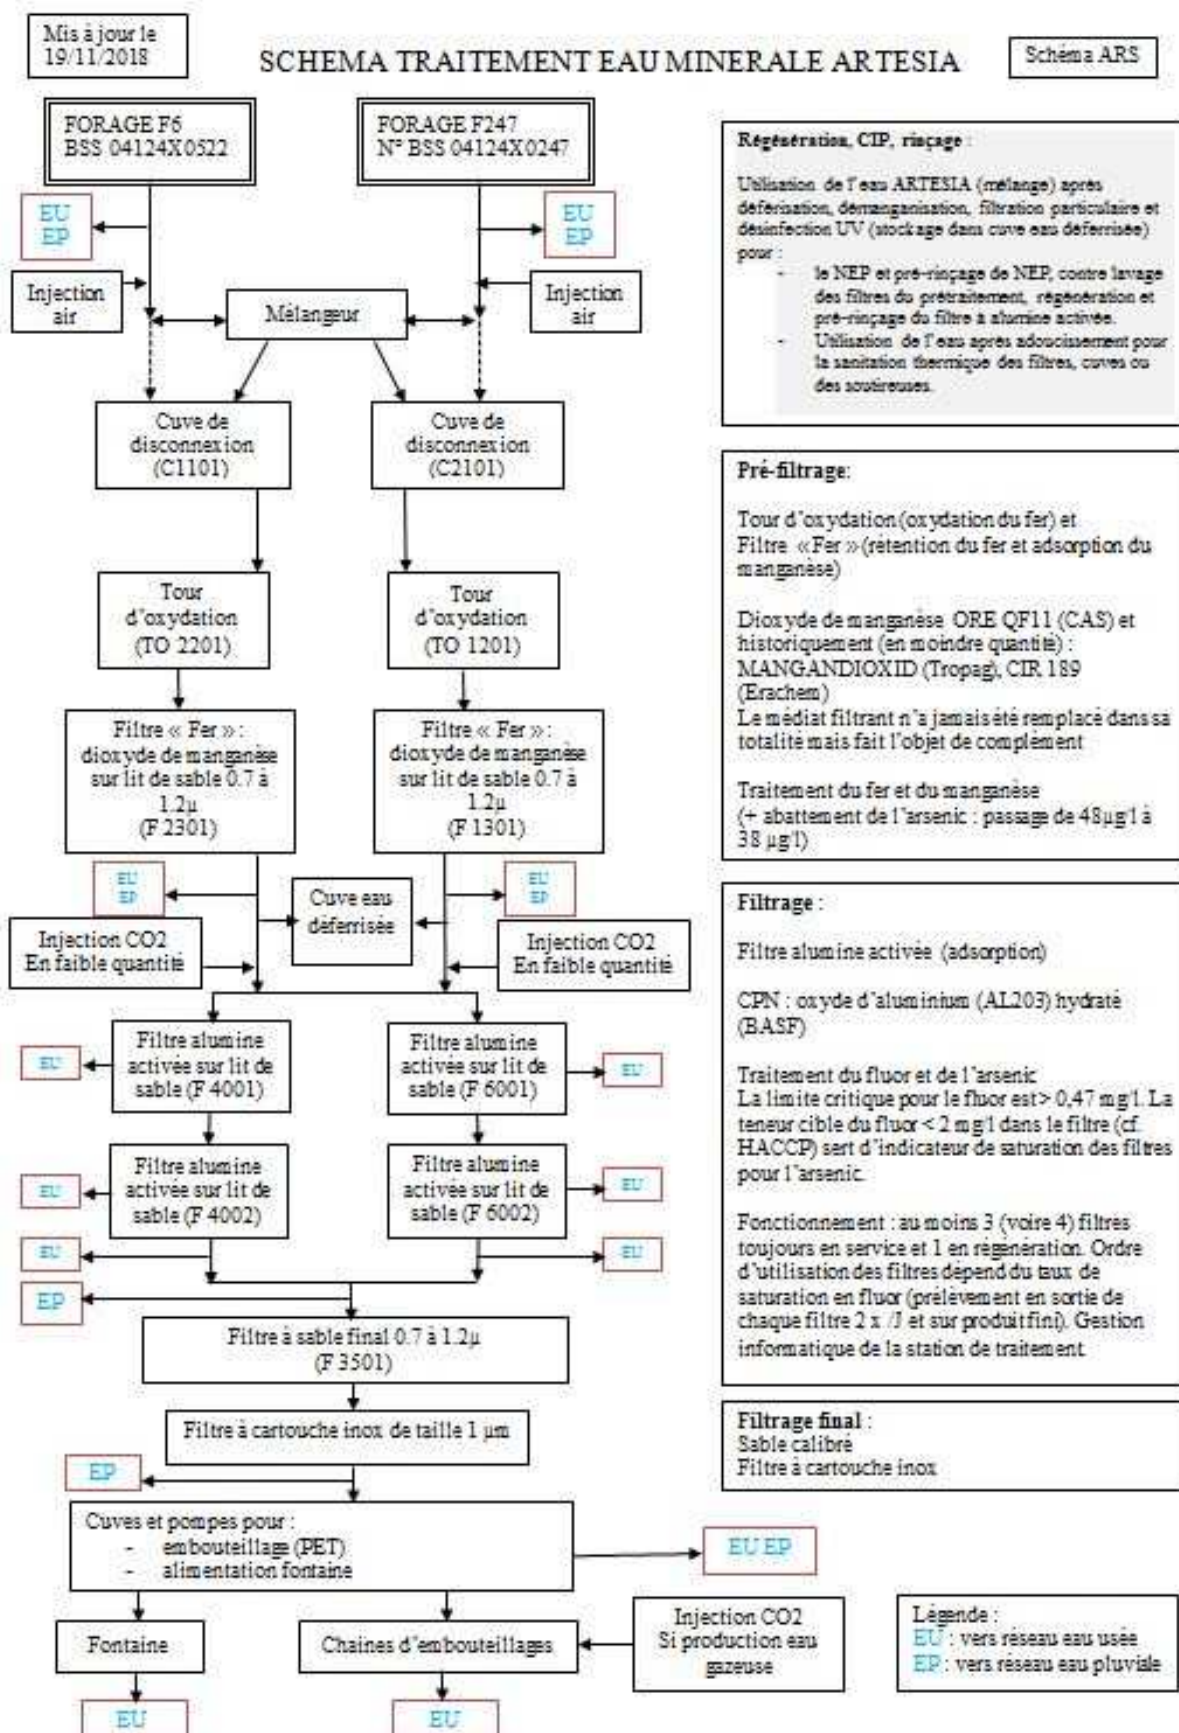 Mis à jour le
19/11/2018
SCHEMA TRAITEMENT EAU MINERALE ARTESIA
Schéma ARS
FORAGE F6
BSS 04124X0522
FORAGE F247
N° BSS 04124X0247
EU
EP
EU
EP
Injection
air
Mélangeur
Injection
air
Cuve de
disconnexion
(C1101)
Cuve de
disconnexion
(C2101)
Tour
d'oxydation
(TO 2201)
Tour
d'oxydation
(TO 1201)
Filtre « Fer » :
dioxyde de manganèse
sur lit de sable 0.7 à
1.2µ
(F 2301)
Filtre « Fer » :
dioxyde de manganèse
sur lit de sable 0.7 à
1.2µ
(F 1301)
EU
EP
Cuve eau
déferrisée
EU
EP
Injection CO2
En faible quantité
Injection CO2
En faible quantité
Filtre alumine
activée sur lit de
sable (F 4001)
Filtre alumine
activée sur lit de
sable (F 6001)
EU
EU
Filtre alumine
activée sur lit de
sable (F 4002)
Filtre alumine
activée sur lit de
sable (F 6002)
EU
EU
EU
EU
EP
Filtre à sable final 0.7 à 1.2µ
(F 3501)
Filtre à cartouche inox de taille 1 µm
EP
Cuves et pompes pour :
- embouteillage (PET)
- alimentation fontaine
EU EP
Fontaine
Chaines d'embouteillages
Injection CO2
Si production eau
gazeuse
EU
EU
Régénération, CIP, rinçage :
Utilisation de l'eau ARTESIA (mélange) après
déférisation, démanganisation, filtration particulaire et
désinfection UV (stockage dans cuve eau déferrisée)
pour :
- le NEP et pré-rinçage de NEP, contre lavage
des filtres du prétraitement, régénération et
pré-rinçage du filtre à alumine activée.
- Utilisation de l'eau après adoucissement pour
la sanitation thermique des filtres, cuves ou
des soutireuses.
Pré-filtrage:
Tour d'oxydation (oxydation du fer) et
Filtre « Fer » (rétention du fer et adsorption du
manganèse)
Dioxyde de manganèse ORE QF11 (CAS) et
historiquement (en moindre quantité) :
MANGANDIOXID (Tropag), CIR 189
(Erachem)
Le médiat filtrant n'a jamais été remplacé dans sa
totalité mais fait l'objet de complément
Traitement du fer et du manganèse
(+ abattement de l'arsenic : passage de 48µg/l à
38 µg/l)
Filtrage :
Filtre alumine activée (adsorption)
CPN : oxyde d'aluminium (AL203) hydraté
(BASF)
Traitement du fluor et de l'arsenic
La limite critique pour le fluor est > 0,47 mg/l. La
teneur cible du fluor < 2 mg/l dans le filtre (cf.
HACCP) sert d'indicateur de saturation des filtres
pour l'arsenic.
Fonctionnement : au moins 3 (voire 4) filtres
toujours en service et 1 en régénération. Ordre
d'utilisation des filtres dépend du taux de
saturation en fluor (prélèvement en sortie de
chaque filtre 2 x /J et sur produit fini). Gestion
informatique de la station de traitement.
Filtrage final :
Sable calibré
Filtre à cartouche inox
Légende :
EU : vers réseau eau usée
EP : vers réseau eau pluviale